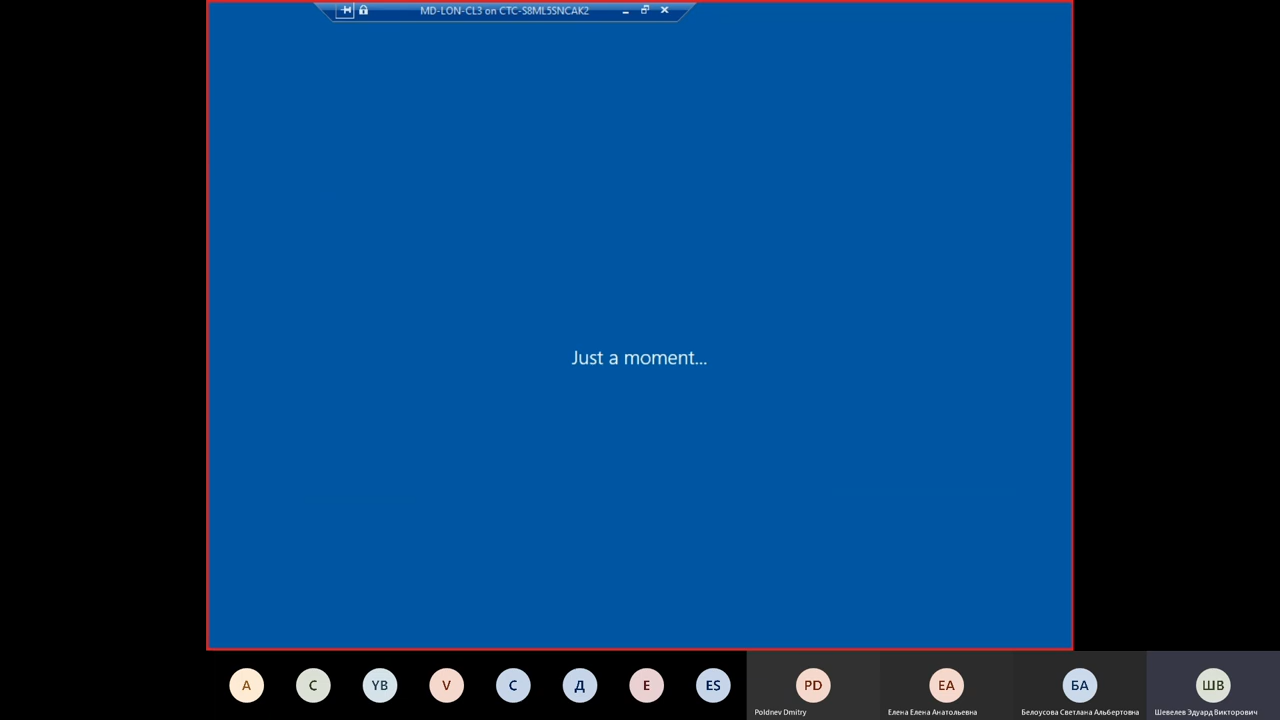 MD-LON-CL3 on CTC-S8ML5SNCAK2
Just a moment...
A
C
YB
V
C
Д
E
ES
PD
Poldnev Dmitry
ЕА
Елена Елена Анатольевна
БА
Белоусова Светлана Альбертовна
ШВ
Шевелев Эдуард Викторович